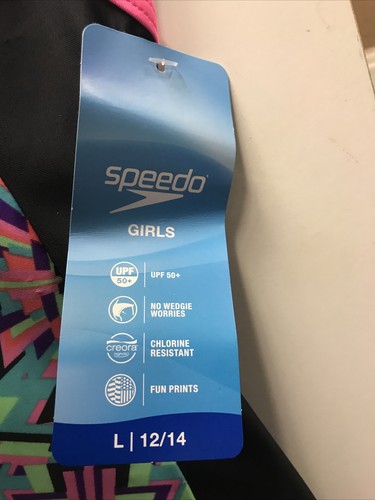 speedo
GIRLS
UPF
50+
UPF 50+
NO WEDGIE
WORRIES
creora
CHLORINE
RESISTANT
FUN PRINTS
L | 12/14